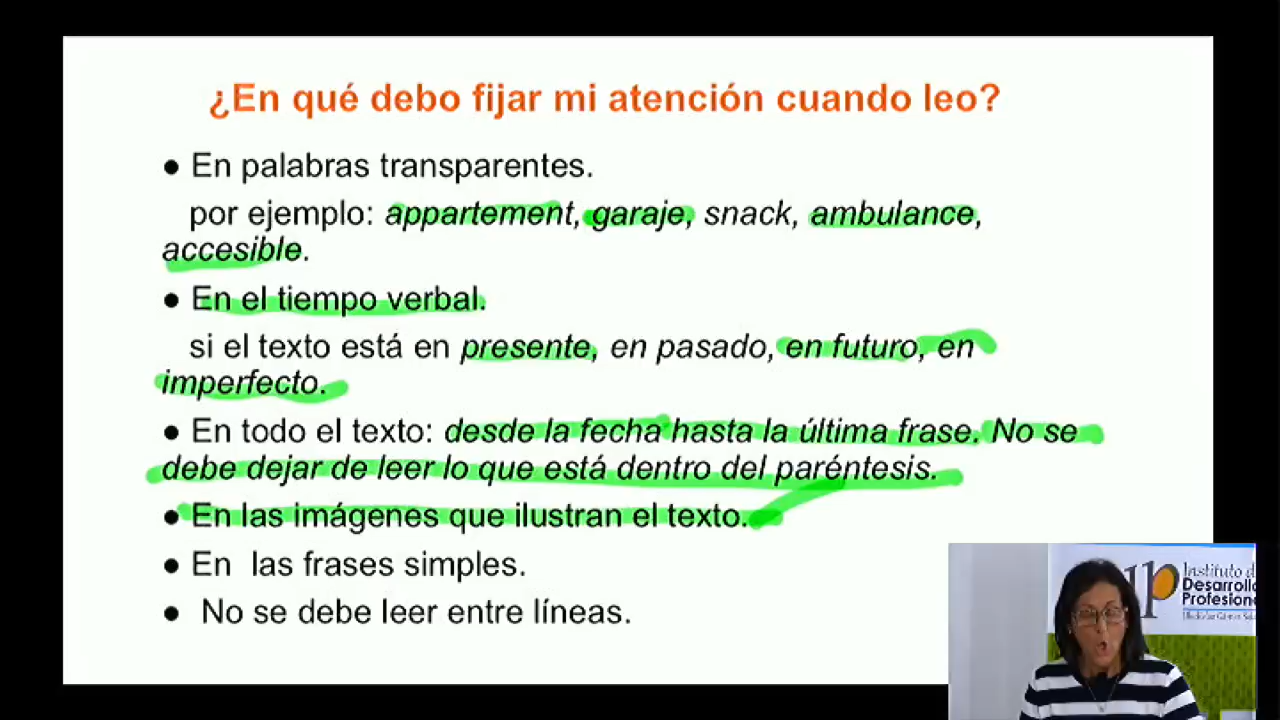 ¿En qué debo fijar mi atención cuando leo?
● En palabras transparentes.
por ejemplo: appartement, garaje, snack, ambulance,
accesible.
● En el tiempo verbal.
si el texto está en presente, en pasado, en futuro, en
imperfecto.
● En todo el texto: desde la fecha hasta la última frase. No se
debe dejar de leer lo que está dentro del paréntesis.
● En las imágenes que ilustran el texto.
● En las frases simples.
● No se debe leer entre líneas.
Instituto d
Desarroll
Profesion